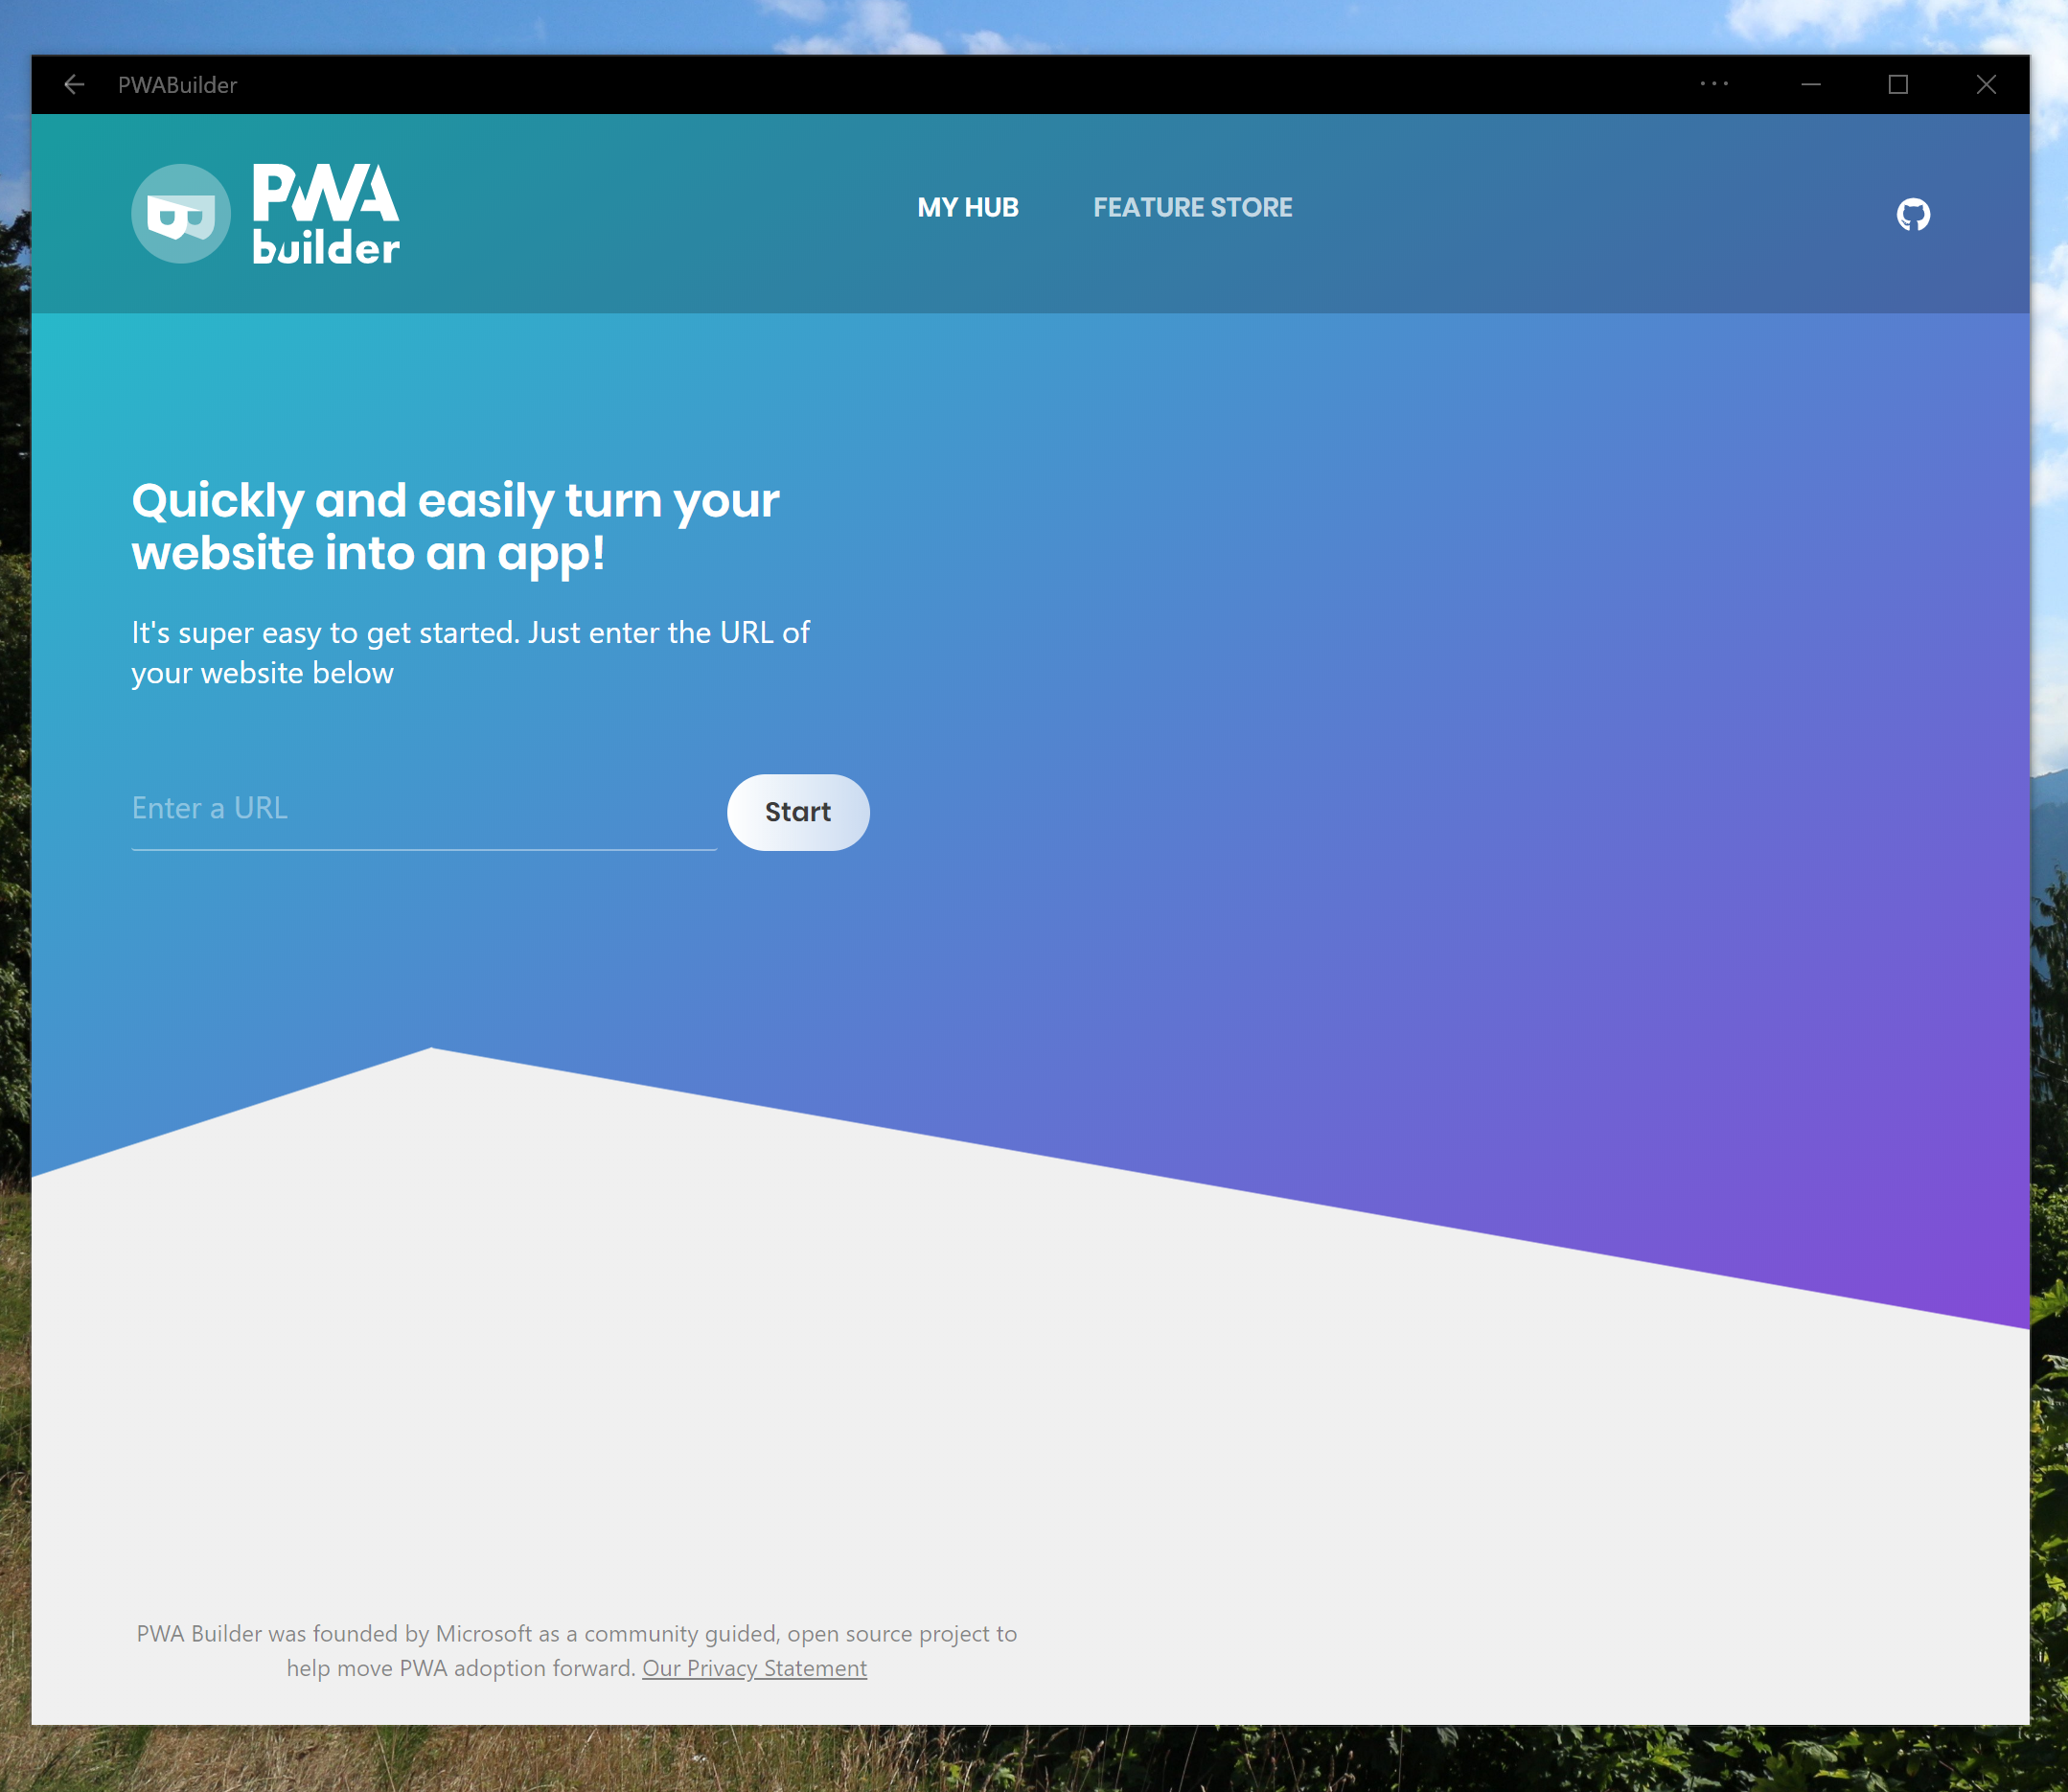 PWABuilder
PWA
builder
MY HUB
FEATURE STORE
Quickly and easily turn your
website into an app!
It's super easy to get started. Just enter the URL of
your website below
Enter a URL
Start
PWA Builder was founded by Microsoft as a community guided, open source project to
help move PWA adoption forward. Our Privacy Statement